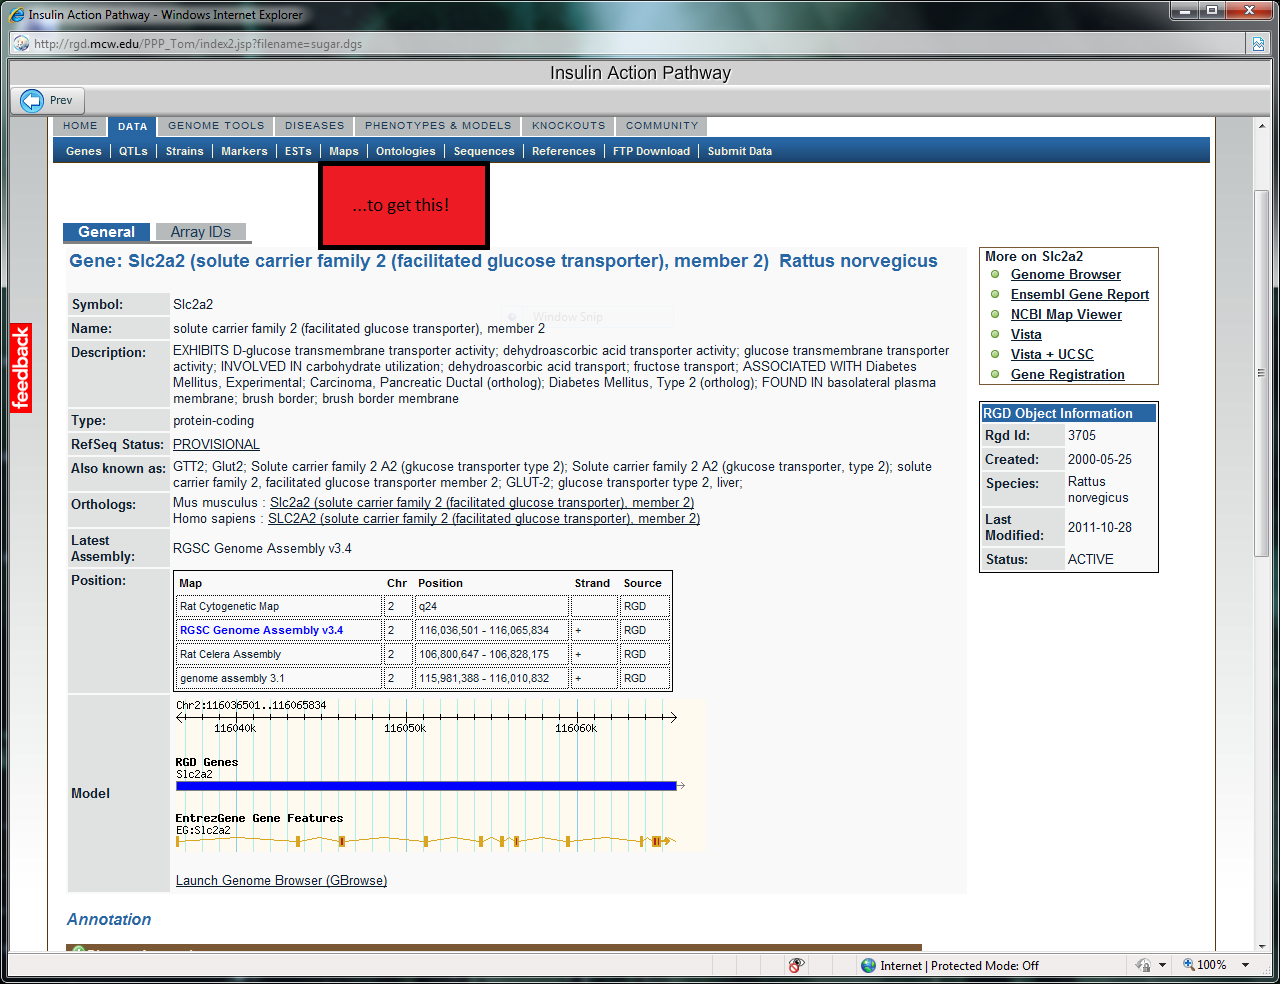 Insulin Action Pathway - Windows Internet Explorer
http://rgd.mcw.edu/PPP_Tom/index2.jsp?filename=sugar.dgs
Insulin Action Pathway
Prev
HOME DATA GENOME TOOLS DISEASES PHENOTYPES & MODELS KNOCKOUTS COMMUNITY
Genes QTLs Strains Markers ESTs Maps Ontologies Sequences References FTP Download Submit Data
...to get this!
General Array IDs
Gene: Slc2a2 (solute carrier family 2 (facilitated glucose transporter), member 2) Rattus norvegicus
Symbol: Slc2a2
Window Snip
Name: solute carrier family 2 (facilitated glucose transporter), member 2
Description: EXHIBITS D-glucose transmembrane transporter activity; dehydroascorbic acid transporter activity; glucose transmembrane transporter
activity; INVOLVED IN carbohydrate utilization; dehydroascorbic acid transport; fructose transport; ASSOCIATED WITH Diabetes
Mellitus, Experimental; Carcinoma, Pancreatic Ductal (ortholog); Diabetes Mellitus, Type 2 (ortholog); FOUND IN basolateral plasma
membrane; brush border; brush border membrane
Type: protein-coding
RefSeq Status: PROVISIONAL
Also known as: GTT2; Glut2; Solute carrier family 2 A2 (gkucose transporter type 2); Solute carrier family 2 A2 (gkucose transporter, type 2); solute
carrier family 2, facilitated glucose transporter member 2; GLUT-2; glucose transporter type 2, liver;
Orthologs: Mus musculus : Slc2a2 (solute carrier family 2 (facilitated glucose transporter), member 2)
Homo sapiens : SLC2A2 (solute carrier family 2 (facilitated glucose transporter), member 2)
Latest
Assembly: RGSC Genome Assembly v3.4
Position:
Map Chr Position Strand Source
Rat Cytogenetic Map 2 q24 RGD
RGSC Genome Assembly v3.4 2 116,036,501 - 116,065,834 + RGD
Rat Celera Assembly 2 106,800,647 - 106,828,175 + RGD
genome assembly 3.1 2 115,981,388 - 116,010,832 + RGD
Model
Chr2:116036501..116065834
116040k 116050k 116060k
RGD Genes
Slc2a2
EntrezGene Gene Features
EG:Slc2a2
Launch Genome Browser (GBrowse)
Annotation
More on Slc2a2
Genome Browser
Ensembl Gene Report
NCBI Map Viewer
Vista
Vista + UCSC
Gene Registration
RGD Object Information
Rgd Id: 3705
Created: 2000-05-25
Species: Rattus
norvegicus
Last
Modified: 2011-10-28
Status: ACTIVE
feedback
Internet | Protected Mode: Off
100%